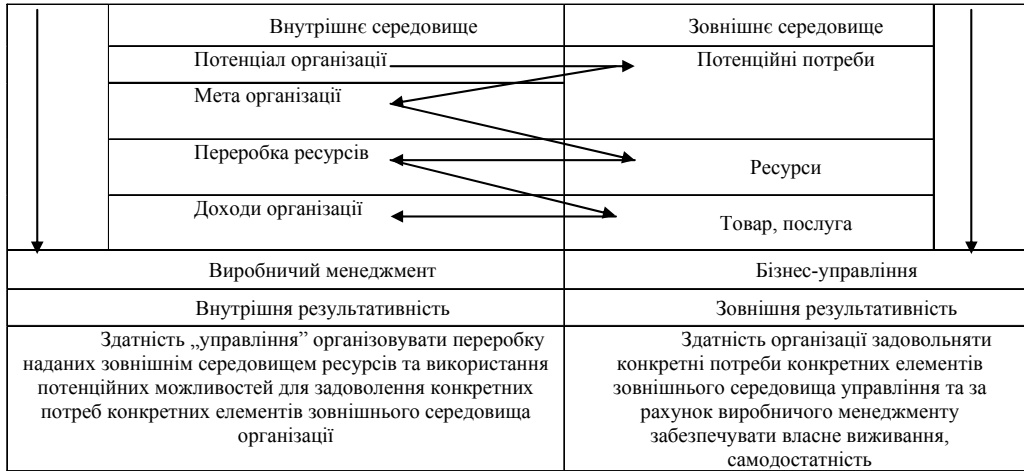 Внутрішнє середовище
Зовнішнє середовище
Потенціал організації
Потенційні потреби
Мета організації
Переробка ресурсів
Ресурси
Доходи організації
Товар, послуга
Виробничий менеджмент
Бізнес-управління
Внутрішня результативність
Зовнішня результативність
Здатність „управління” організовувати переробку
наданих зовнішнім середовищем ресурсів та використання
потенційних можливостей для задоволення конкретних
потреб конкретних елементів зовнішнього середовища
організації
Здатність організації задовольняти
конкретні потреби конкретних елементів
зовнішнього середовища управління та за
рахунок виробничого менеджменту
забезпечувати власне виживання,
самодостатність